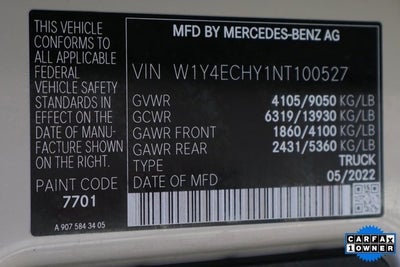 THIS VEHICLE
CONFORMS TO
ALL APPLICABLE
FEDERAL
VEHICLE SAFETY
STANDARDS IN
EFFECT ON THE
DATE OF MANU-
FACTURE SHOWN
ON THE RIGHT.
PAINT CODE
7701
A 907 584 34 05
MFD BY MERCEDES-BENZ AG
VIN W1Y4ECHY1NT100527
GVWR 4105/9050 KG/LB
GCWR 6319/13930 KG/LB
GAWR FRONT 1860/4100 KG/LB
GAWR REAR 2431/5360 KG/LB
TYPE TRUCK
DATE OF MFD 05/2022
CARFAX
1 OWNER